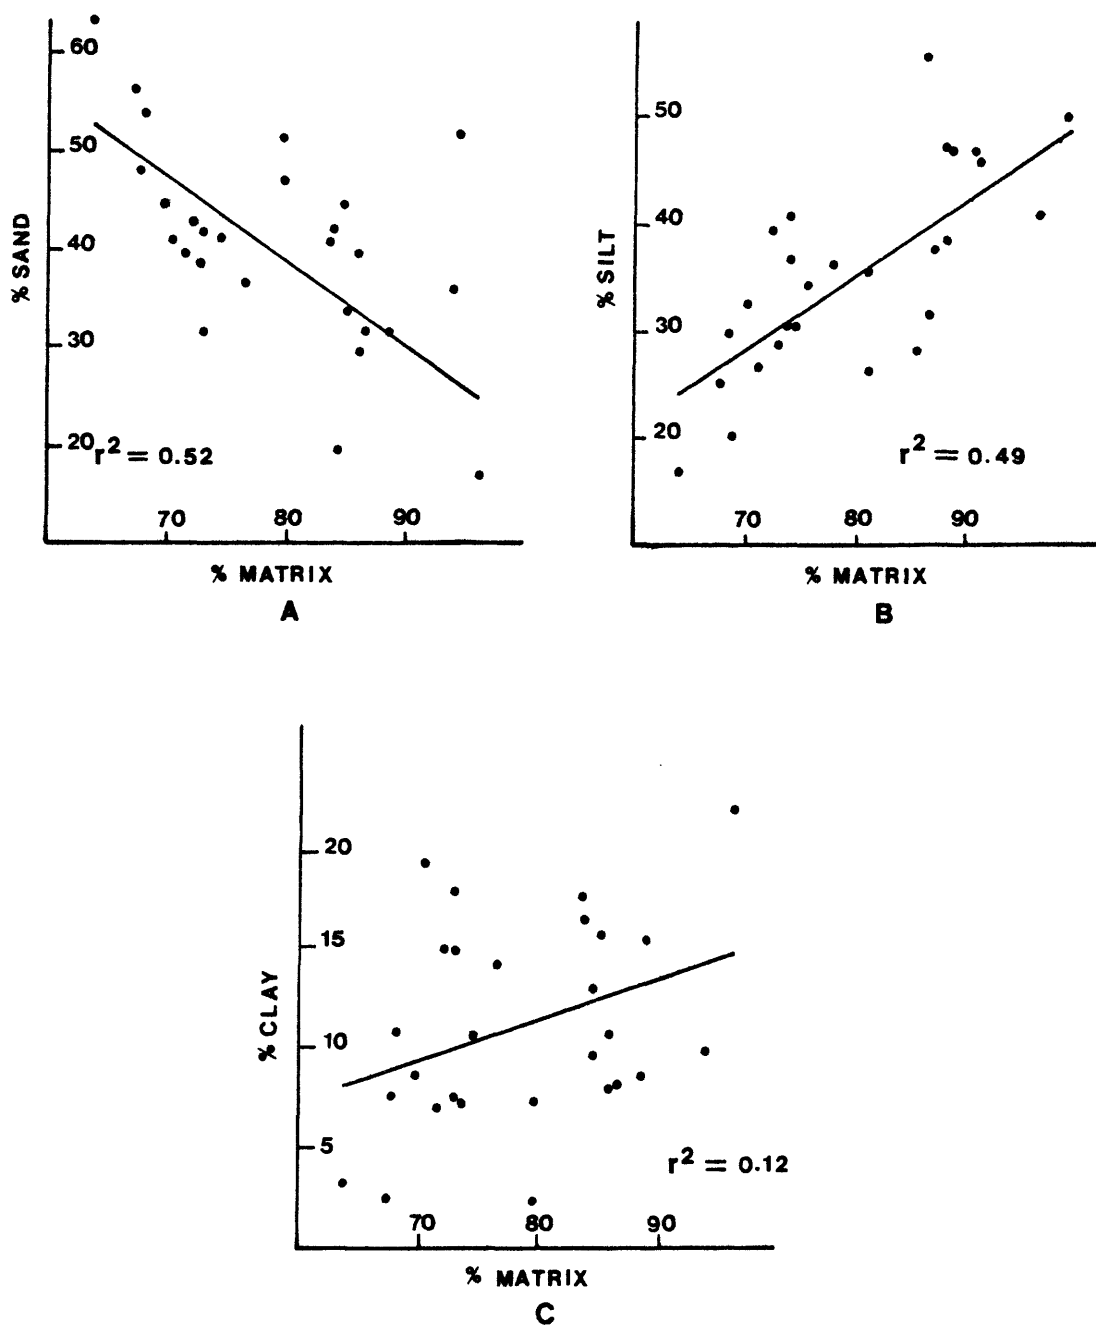 60
50
40
30
20
% SAND
r² = 0.52
70 80 90
% MATRIX
A
50
40
30
20
% SILT
r² = 0.49
70 80 90
% MATRIX
B
20
15
10
5
% CLAY
r² = 0.12
70 80 90
% MATRIX
C